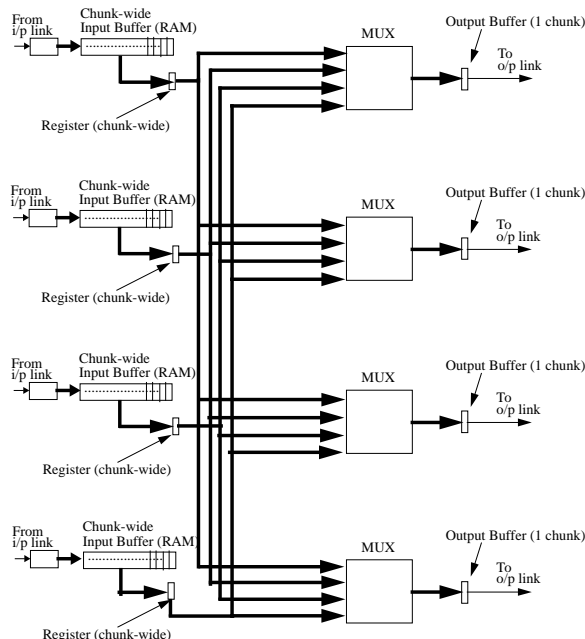 From
i/p link
Chunk-wide
Input Buffer (RAM)
Register (chunk-wide)
MUX
Output Buffer (1 chunk)
To
o/p link
From
i/p link
Chunk-wide
Input Buffer (RAM)
Register (chunk-wide)
MUX
Output Buffer (1 chunk)
To
o/p link
From
i/p link
Chunk-wide
Input Buffer (RAM)
Register (chunk-wide)
MUX
Output Buffer (1 chunk)
To
o/p link
From
i/p link
Chunk-wide
Input Buffer (RAM)
Register (chunk-wide)
MUX
Output Buffer (1 chunk)
To
o/p link